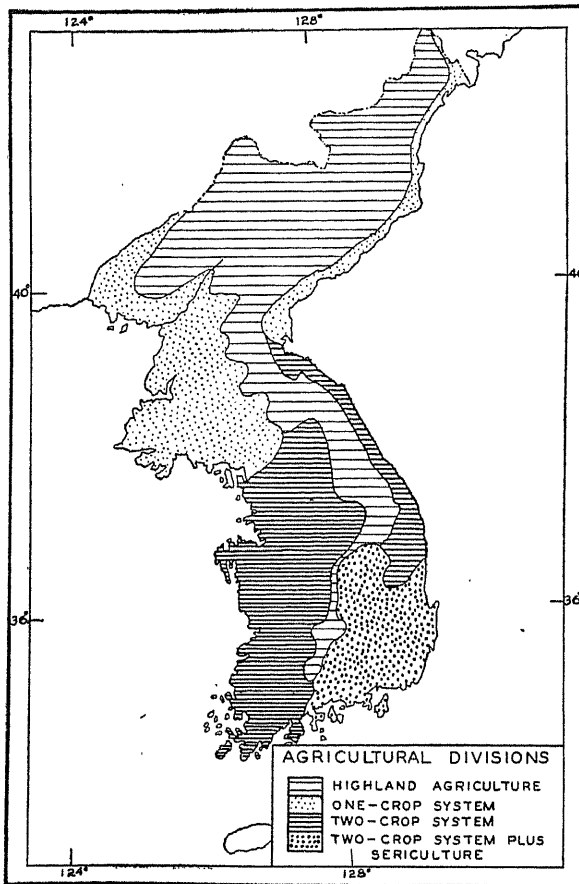 124°
128°
40°
40
36°
36
AGRICULTURAL DIVISIONS
HIGHLAND AGRICULTURE
ONE-CROP SYSTEM
TWO-CROP SYSTEM
TWO-CROP SYSTEM PLUS
SERICULTURE
124°
128°